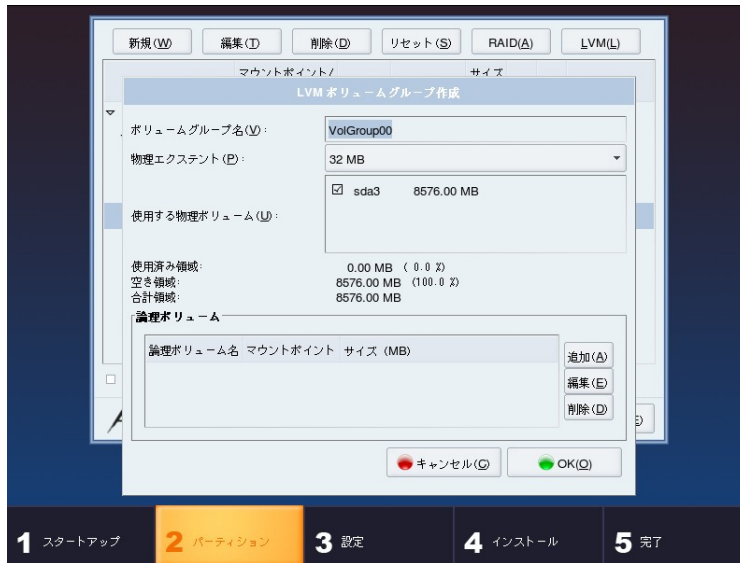 新規(W) 編集(T) 削除(D) リセット(S) RAID(A) LVM(L)
マウントポイント/ サイズ
LVM ボリュームグループ作成
ボリュームグループ名(V): VolGroup00
物理エクステント(P): 32 MB
sda3 8576.00 MB
使用する物理ボリューム(U):
使用済み領域: 0.00 MB ( 0.0 %)
空き領域: 8576.00 MB (100.0 %)
合計領域: 8576.00 MB
論理ボリューム
論理ボリューム名 マウントポイント サイズ (MB)
追加(A)
編集(E)
削除(D)
キャンセル(C) OK(O)
1 スタートアップ 2 パーティション 3 設定 4 インストール 5 完了